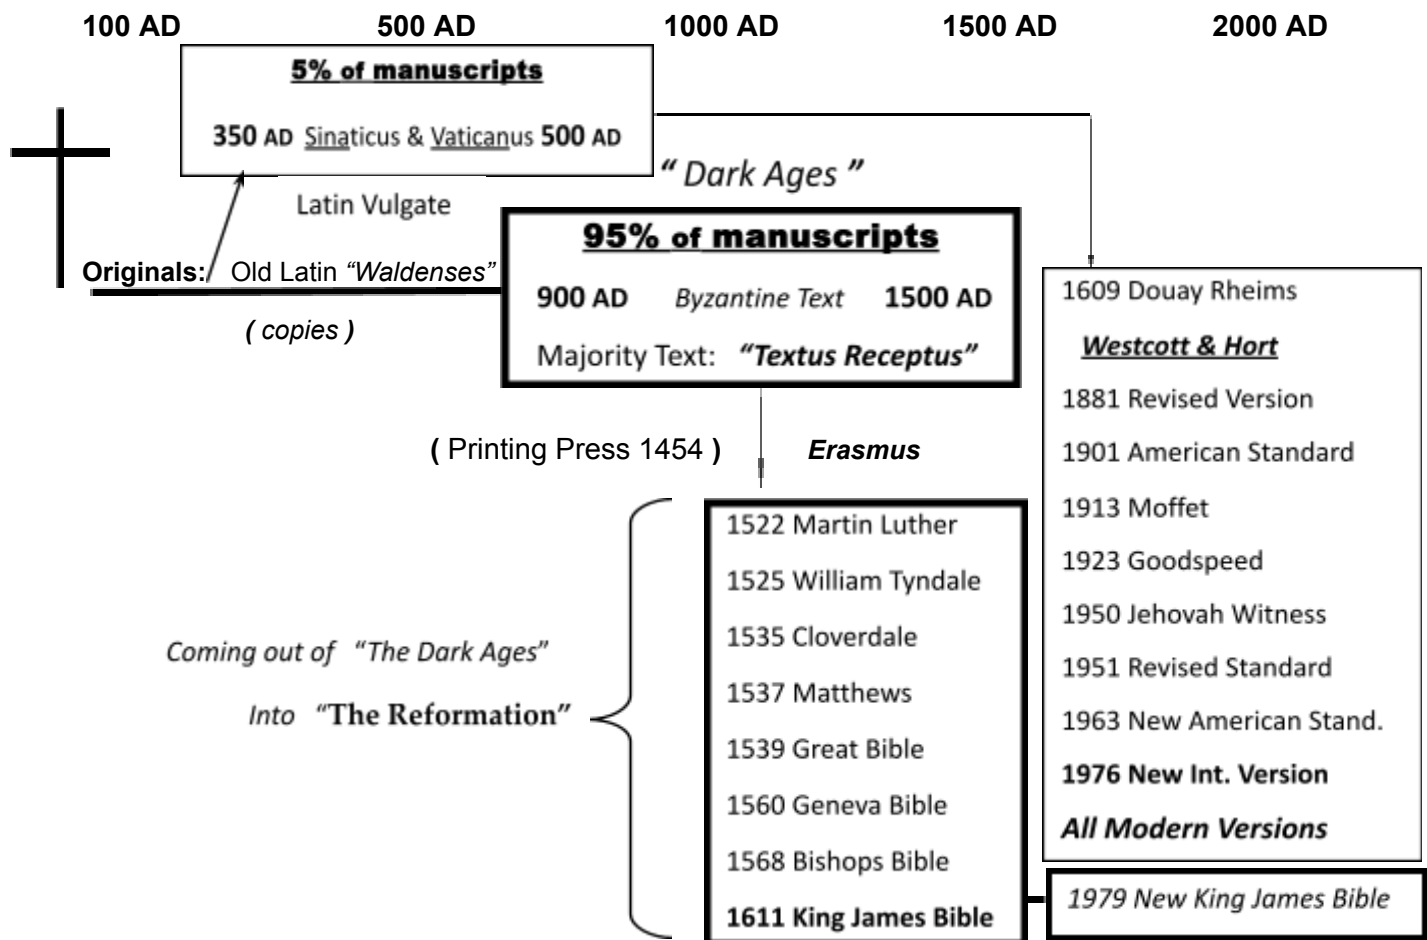 100 AD 500 AD 1000 AD 1500 AD 2000 AD
5% of manuscripts
350 AD Sinaticus & Vaticanus 500 AD
" Dark Ages "
Latin Vulgate
95% of manuscripts
Originals: Old Latin "Waldenses"
900 AD Byzantine Text 1500 AD
( copies )
Majority Text: "Textus Receptus"
( Printing Press 1454 ) Erasmus
Coming out of "The Dark Ages"
Into "The Reformation"
1522 Martin Luther
1525 William Tyndale
1535 Cloverdale
1537 Matthews
1539 Great Bible
1560 Geneva Bible
1568 Bishops Bible
1611 King James Bible
1609 Douay Rheims
Westcott & Hort
1881 Revised Version
1901 American Standard
1913 Moffet
1923 Goodspeed
1950 Jehovah Witness
1951 Revised Standard
1963 New American Stand.
1976 New Int. Version
All Modern Versions
1979 New King James Bible